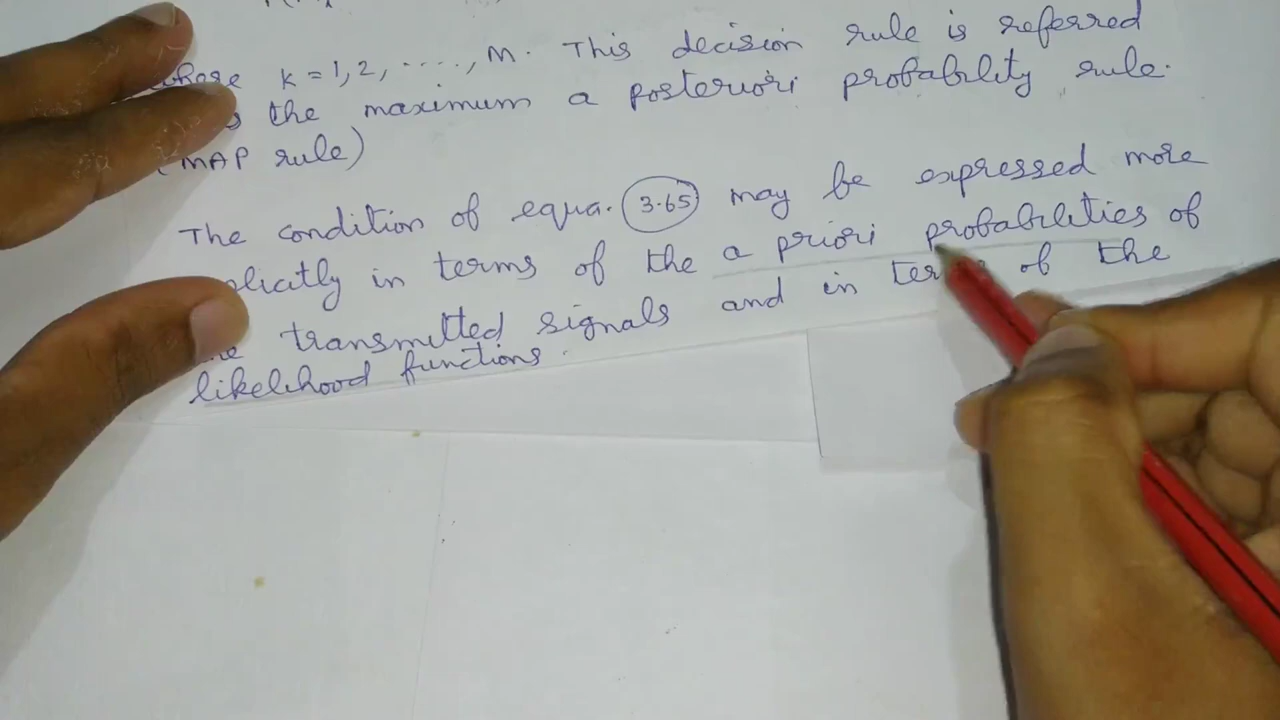 k = 1, 2, ....., M. This decision rule is referred
the maximum a posteriori probability rule.
(MAP rule)
The condition of equa. 3.65 may be expressed more
plicitly in terms of the a priori probabilities of
transmitted signals and in of the
likelihood functions.